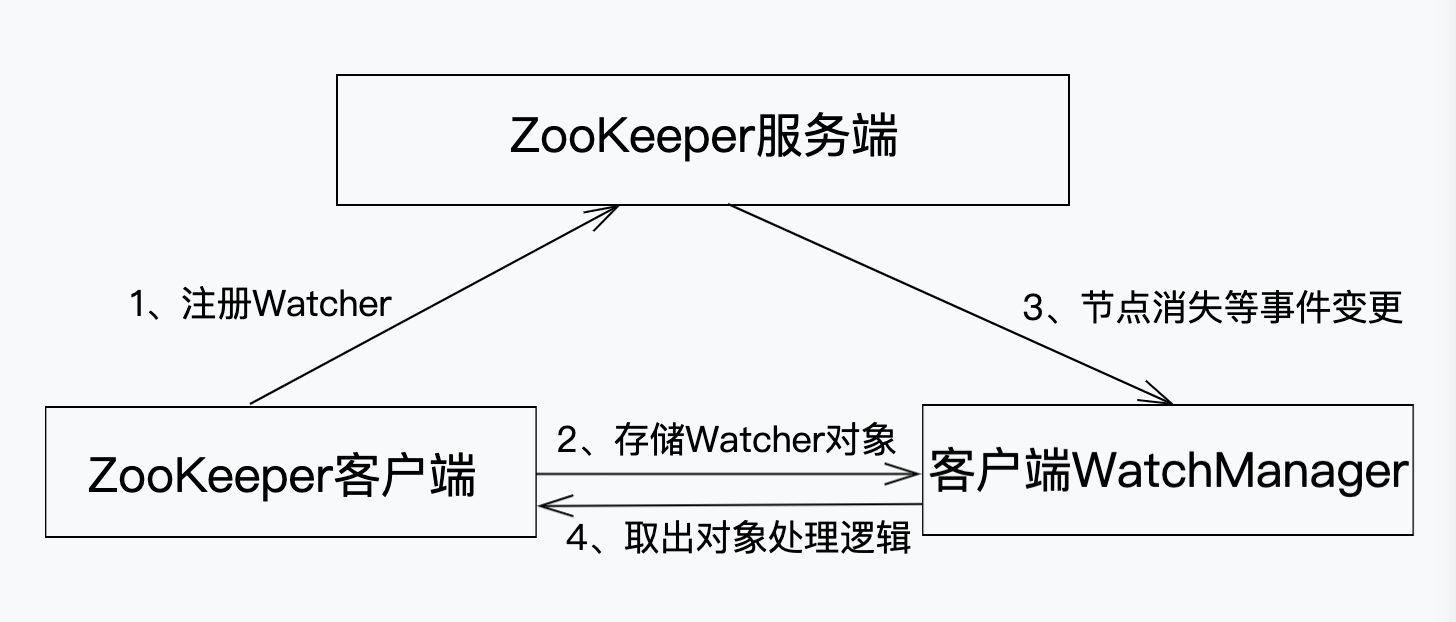 ZooKeeper服务端
1、注册Watcher
3、节点消失等事件变更
2、存储Watcher对象
ZooKeeper客户端
客户端WatchManager
4、取出对象处理逻辑